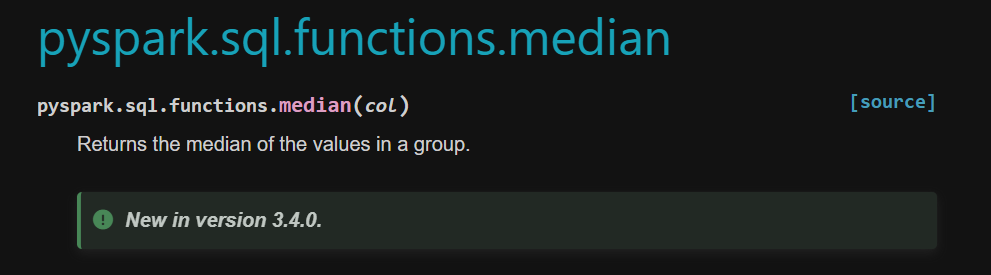 pyspark.sql.functions.median
pyspark.sql.functions.median(col) [source]
Returns the median of the values in a group.
New in version 3.4.0.